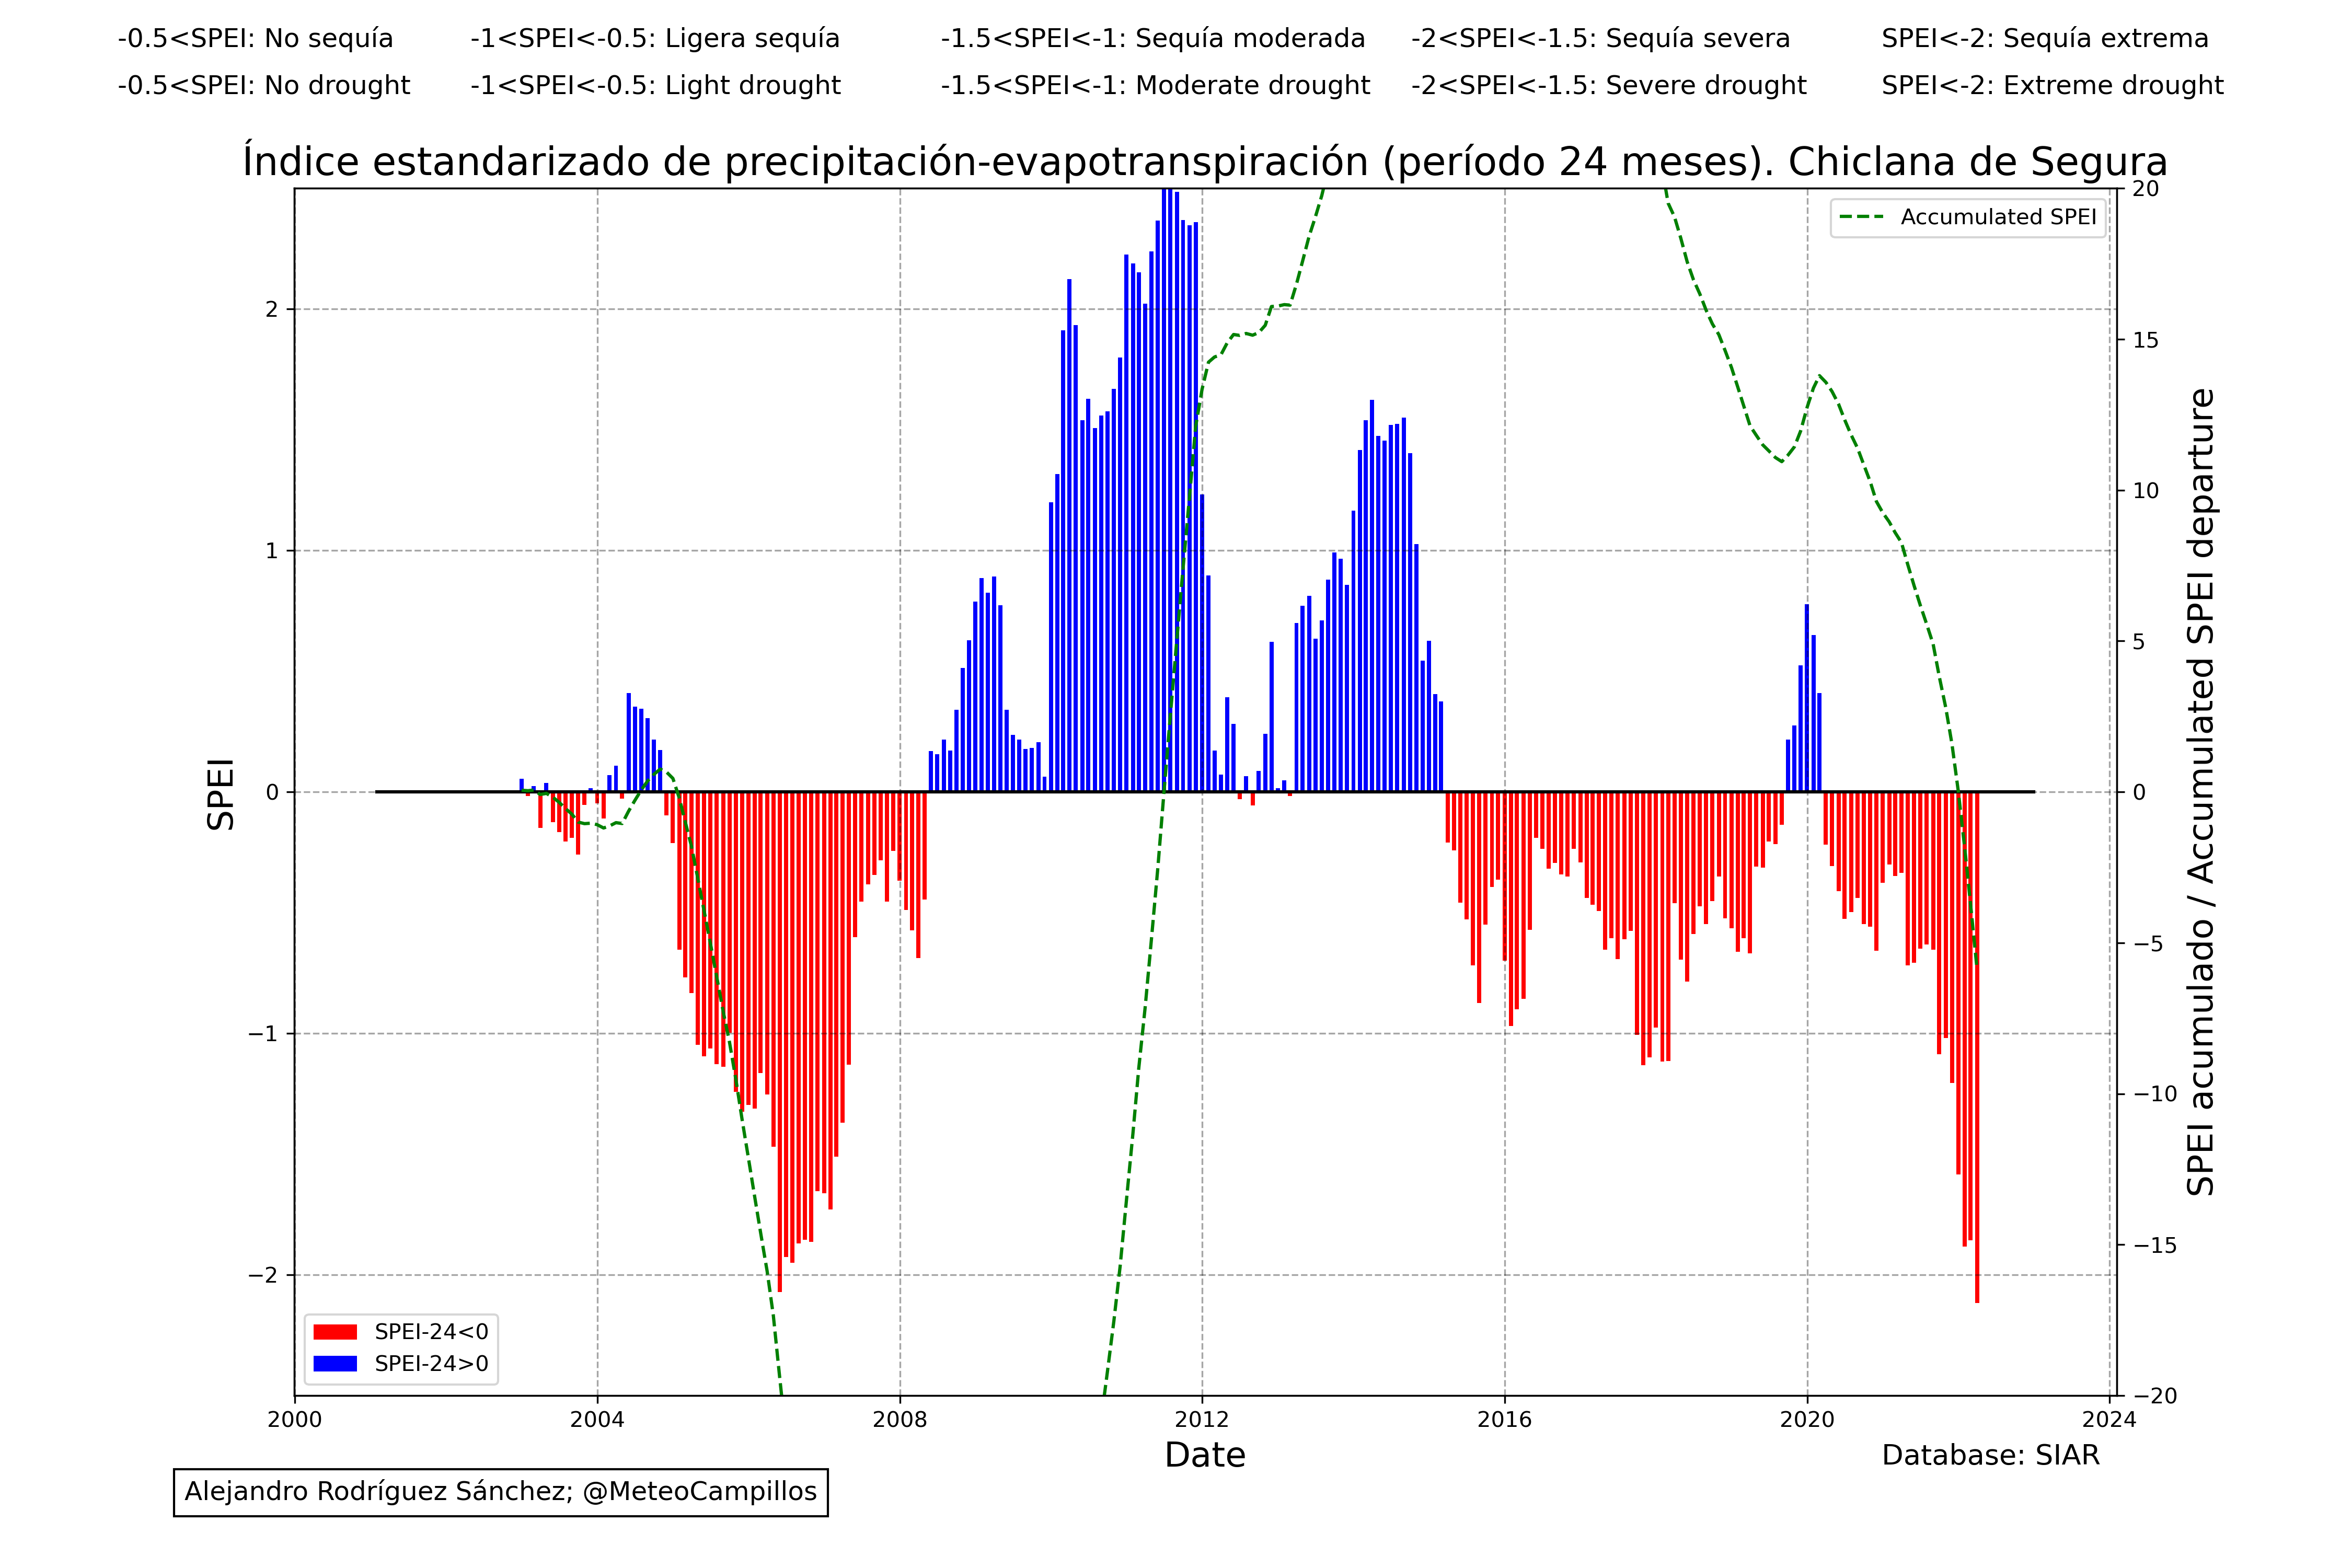 -0.5<SPEI: No sequía -1<SPEI<-0.5: Ligera sequía -1.5<SPEI<-1: Sequía moderada -2<SPEI<-1.5: Sequía severa SPEI<-2: Sequía extrema
-0.5<SPEI: No drought -1<SPEI<-0.5: Light drought -1.5<SPEI<-1: Moderate drought -2<SPEI<-1.5: Severe drought SPEI<-2: Extreme drought
Índice estandarizado de precipitación-evapotranspiración (período 24 meses). Chiclana de Segura
Accumulated SPEI
SPEI
2
1
0
−1
−2
20
15
10
5
0
−5
−10
−15
−20
SPEI acumulado / Accumulated SPEI departure
SPEI-24<0
SPEI-24>0
2000 2004 2008 2012 2016 2020 2024
Date
Database: SIAR
Alejandro Rodríguez Sánchez; @MeteoCampillos